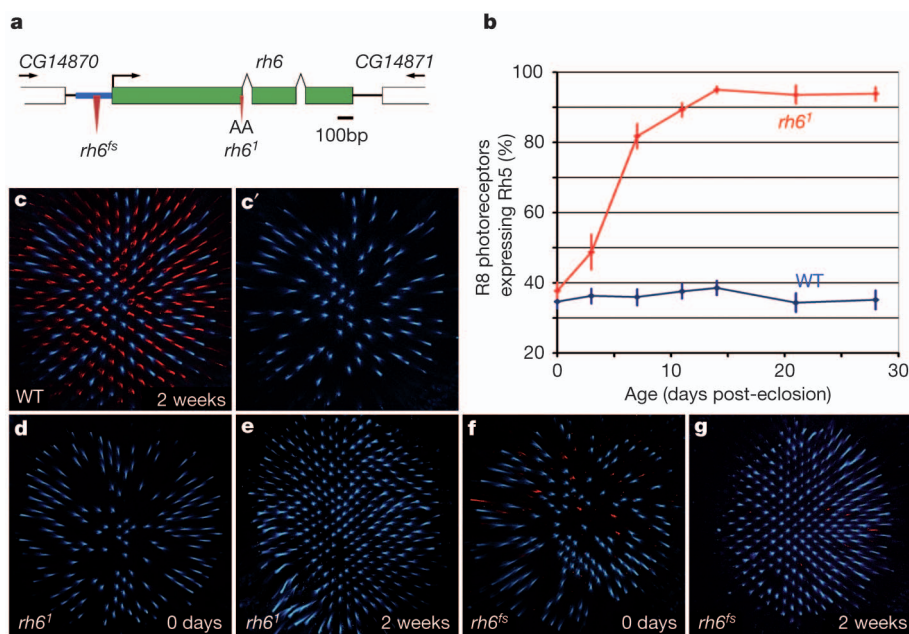 a
CG14870
rh6
CG14871
rh6fs
AA
rh6¹
100bp
b
R8 photoreceptors
expressing Rh5 (%)
100
80
60
40
20
rh6¹
WT
0
10
20
30
Age (days post-eclosion)
c
WT
2 weeks
c′
d
rh6¹
0 days
e
rh6¹
2 weeks
f
rh6fs
0 days
g
rh6fs
2 weeks